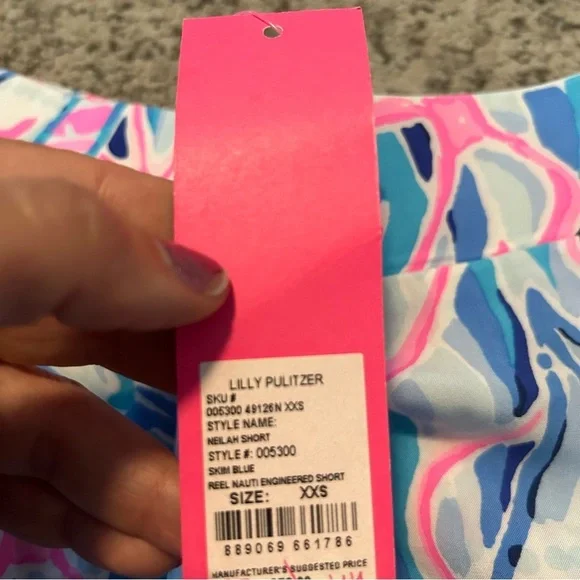 LILLY PULITZER
SKU #
005300 49126N XXS
STYLE NAME:
NEILAH SHORT
STYLE #: 005300
SKIM BLUE
REEL NAUTI ENGINEERED SHORT
SIZE: XXS
889069 661786
MANUFACTURER'S SUGGESTED PRICE